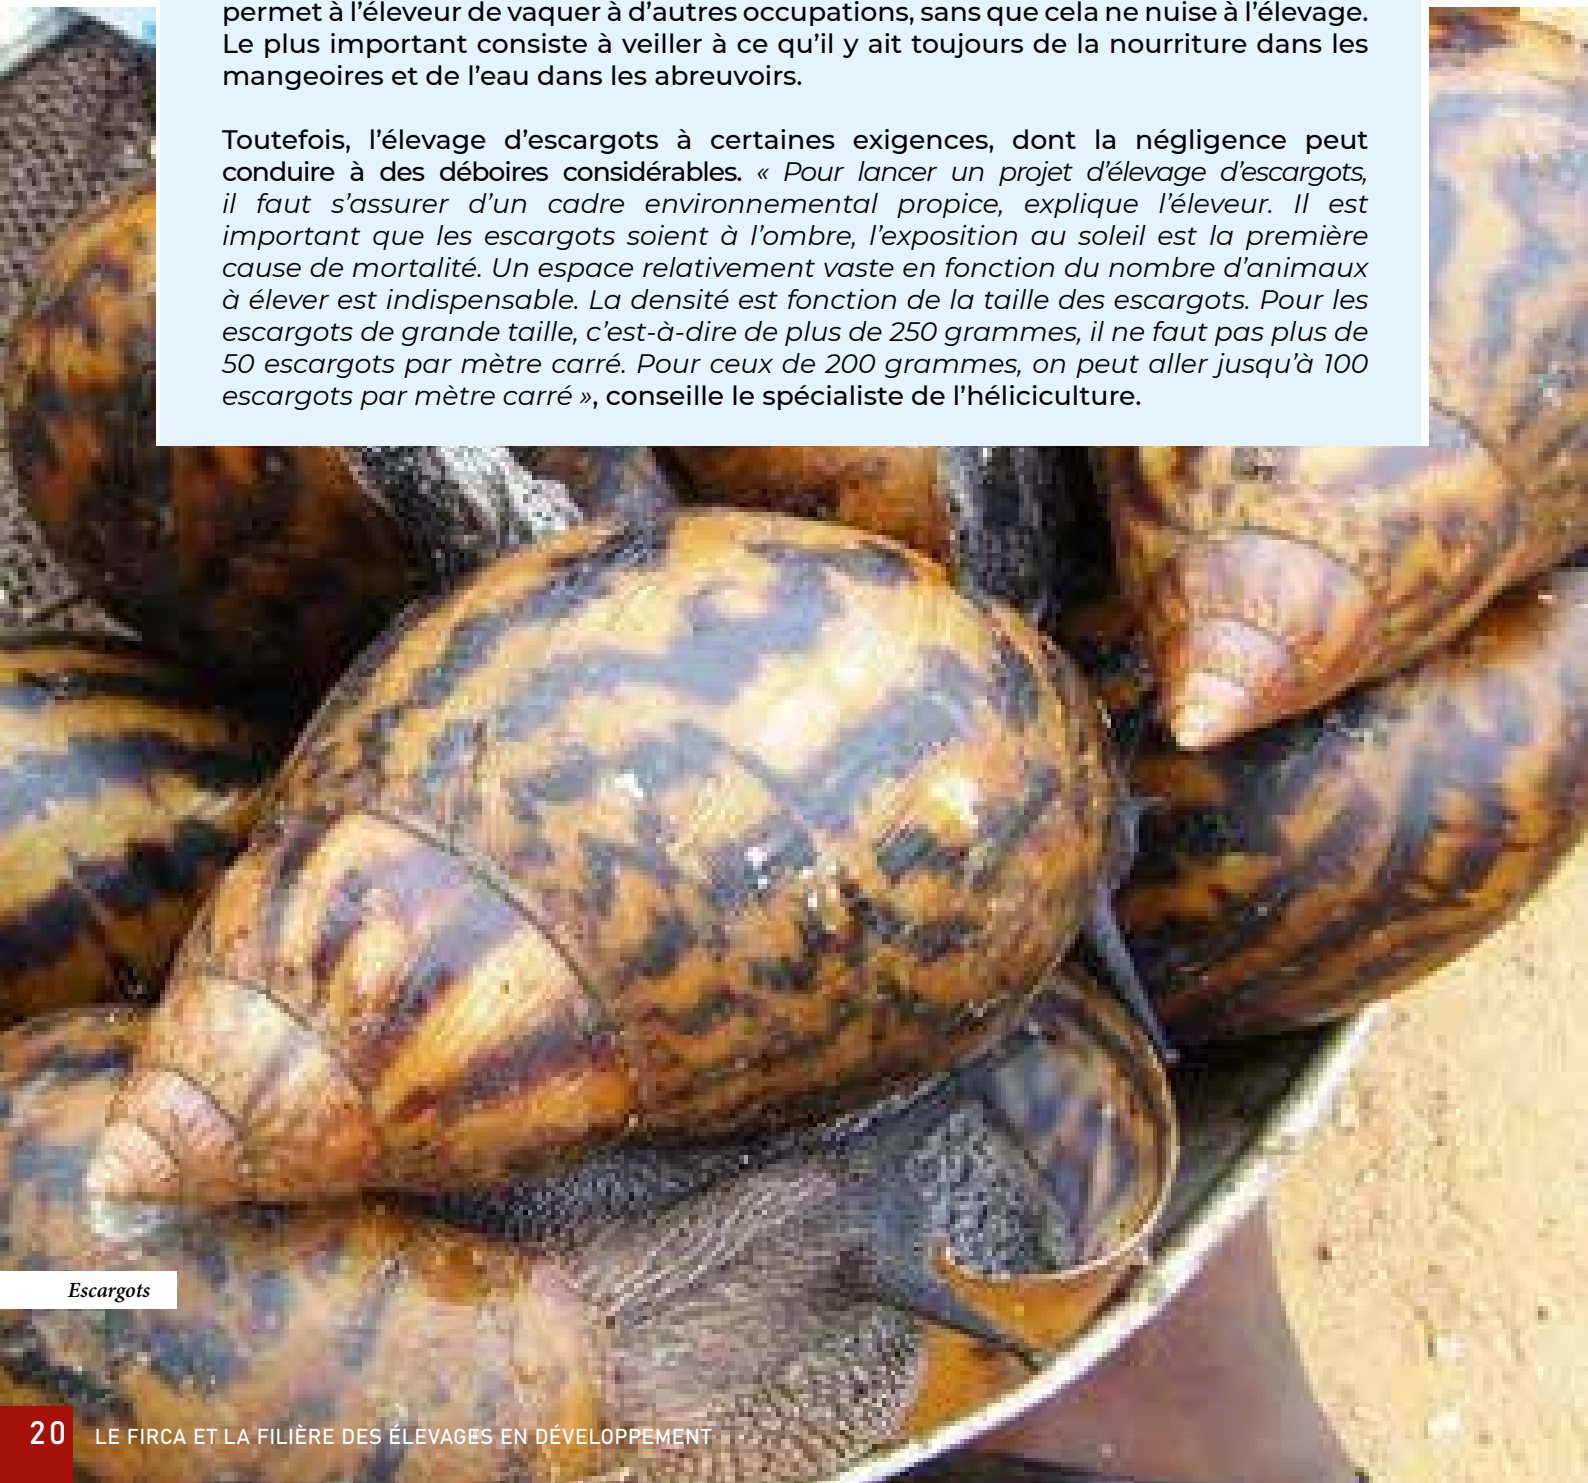 permet à l’éleveur de vaquer à d’autres occupations, sans que cela ne nuise à l’élevage.
Le plus important consiste à veiller à ce qu’il y ait toujours de la nourriture dans les
mangeoires et de l’eau dans les abreuvoirs.
Toutefois, l’élevage d’escargots à certaines exigences, dont la négligence peut
conduire à des déboires considérables. « Pour lancer un projet d’élevage d’escargots,
il faut s’assurer d’un cadre environnemental propice, explique l’éleveur. Il est
important que les escargots soient à l’ombre, l’exposition au soleil est la première
cause de mortalité. Un espace relativement vaste en fonction du nombre d’animaux
à élever est indispensable. La densité est fonction de la taille des escargots. Pour les
escargots de grande taille, c’est-à-dire de plus de 250 grammes, il ne faut pas plus de
50 escargots par mètre carré. Pour ceux de 200 grammes, on peut aller jusqu’à 100
escargots par mètre carré », conseille le spécialiste de l’héliciculture.
Escargots
20 LE FIRCA ET LA FILIÈRE DES ÉLEVAGES EN DÉVELOPPEMENT